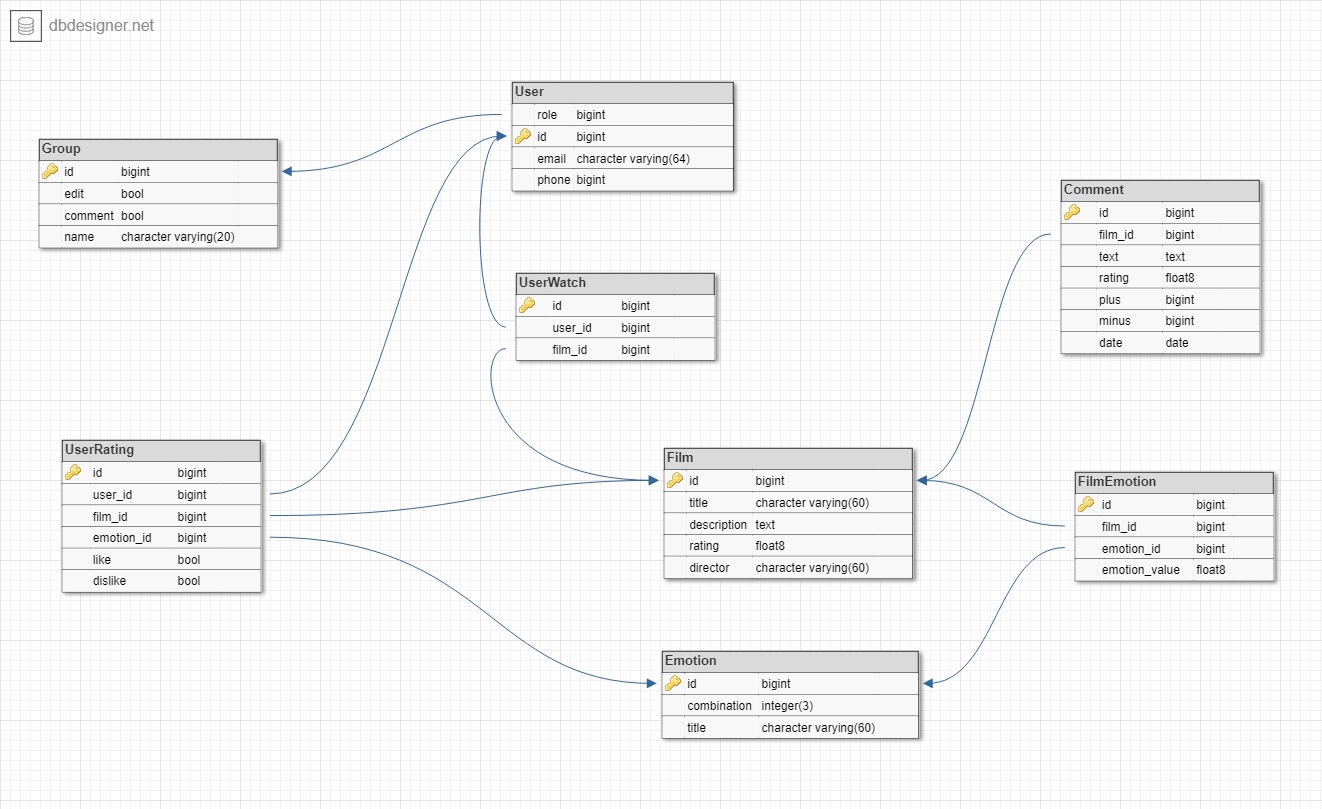 dbdesigner.net
User
role bigint
id bigint
email character varying(64)
phone bigint
Group
id bigint
edit bool
comment bool
name character varying(20)
Comment
id bigint
film_id bigint
text text
rating float8
plus bigint
minus bigint
date date
UserWatch
id bigint
user_id bigint
film_id bigint
UserRating
id bigint
user_id bigint
film_id bigint
emotion_id bigint
like bool
dislike bool
Film
id bigint
title character varying(60)
description text
rating float8
director character varying(60)
FilmEmotion
id bigint
film_id bigint
emotion_id bigint
emotion_value float8
Emotion
id bigint
combination integer(3)
title character varying(60)